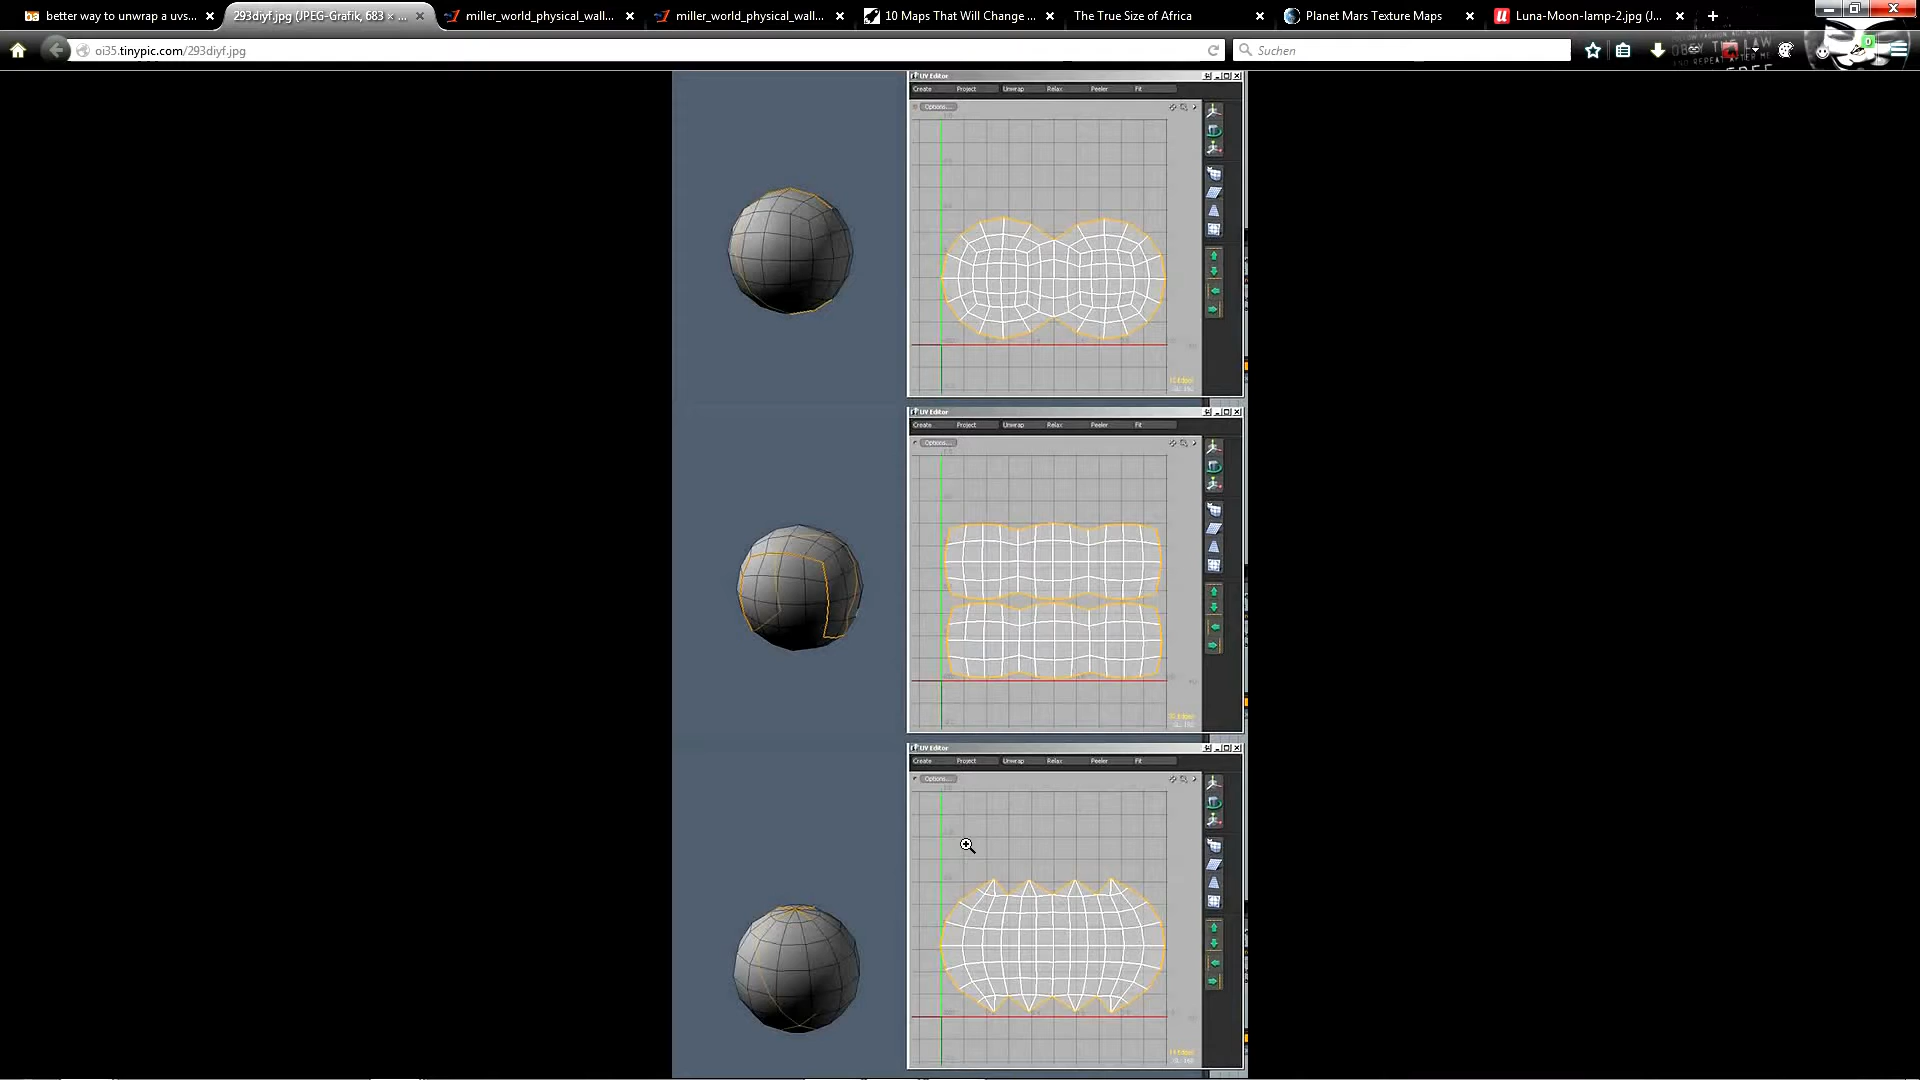 better way to unwrap a uvs...
293diyf.jpg (JPEG-Grafik, 683 × ...
miller_world_physical_wall...
miller_world_physical_wall...
10 Maps That Will Change ...
The True Size of Africa
Planet Mars Texture Maps
Luna-Moon-lamp-2.jpg (J...
oi35.tinypic.com/293diyf.jpg
Suchen
UV Editor
Create Project Unwrap Relax Peeler Fit
Options...
UV Editor
Create Project Unwrap Relax Peeler Fit
Options...
UV Editor
Create Project Unwrap Relax Peeler Fit
Options...